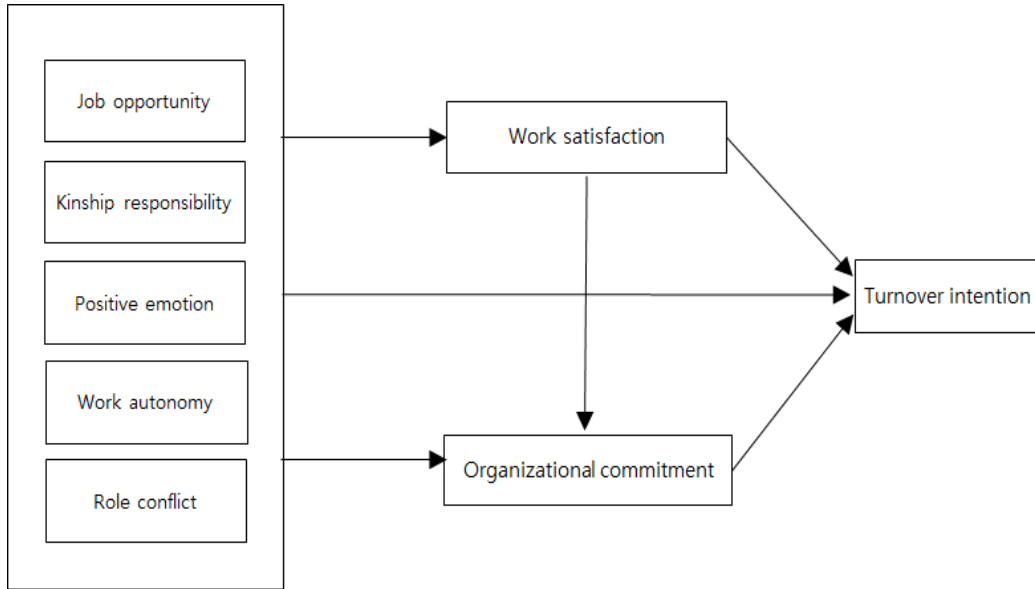 Job opportunity
Kinship responsibility
Positive emotion
Work autonomy
Role conflict
Work satisfaction
Organizational commitment
Turnover intention